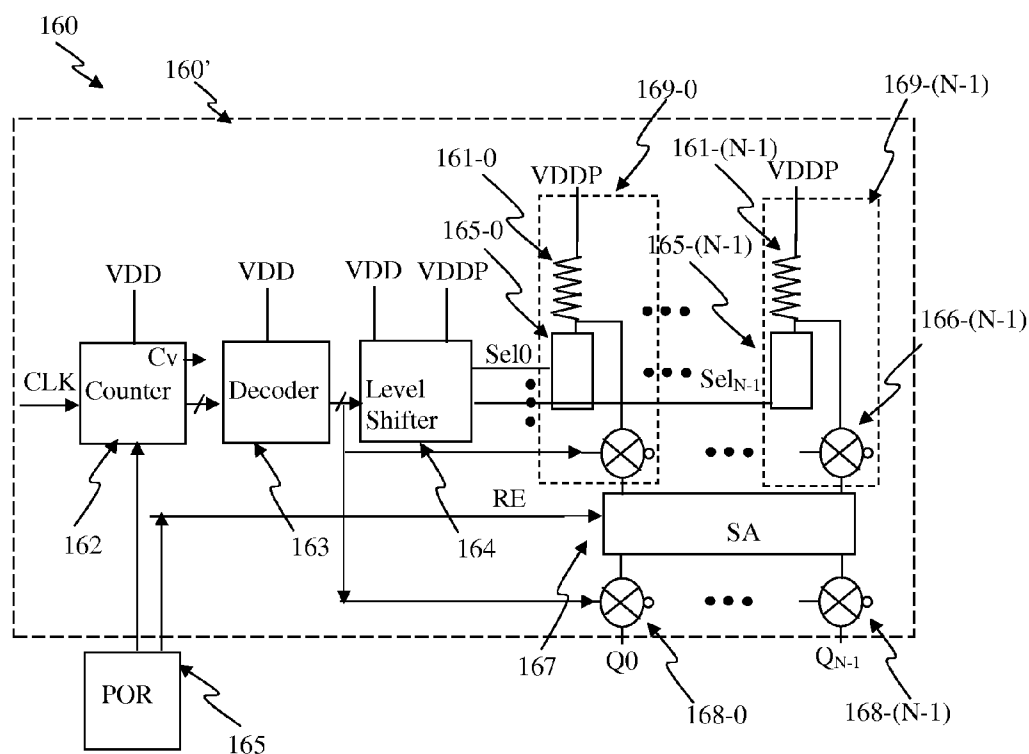 160
160'
169-0
169-(N-1)
161-0
161-(N-1)
VDDP
VDDP
165-0
165-(N-1)
VDD
VDD
VDD
VDDP
166-(N-1)
Cv
Sel0
SelN-1
CLK
Counter
Decoder
Level
Shifter
RE
162
163
164
SA
167
Q0
QN-1
POR
165
168-0
168-(N-1)